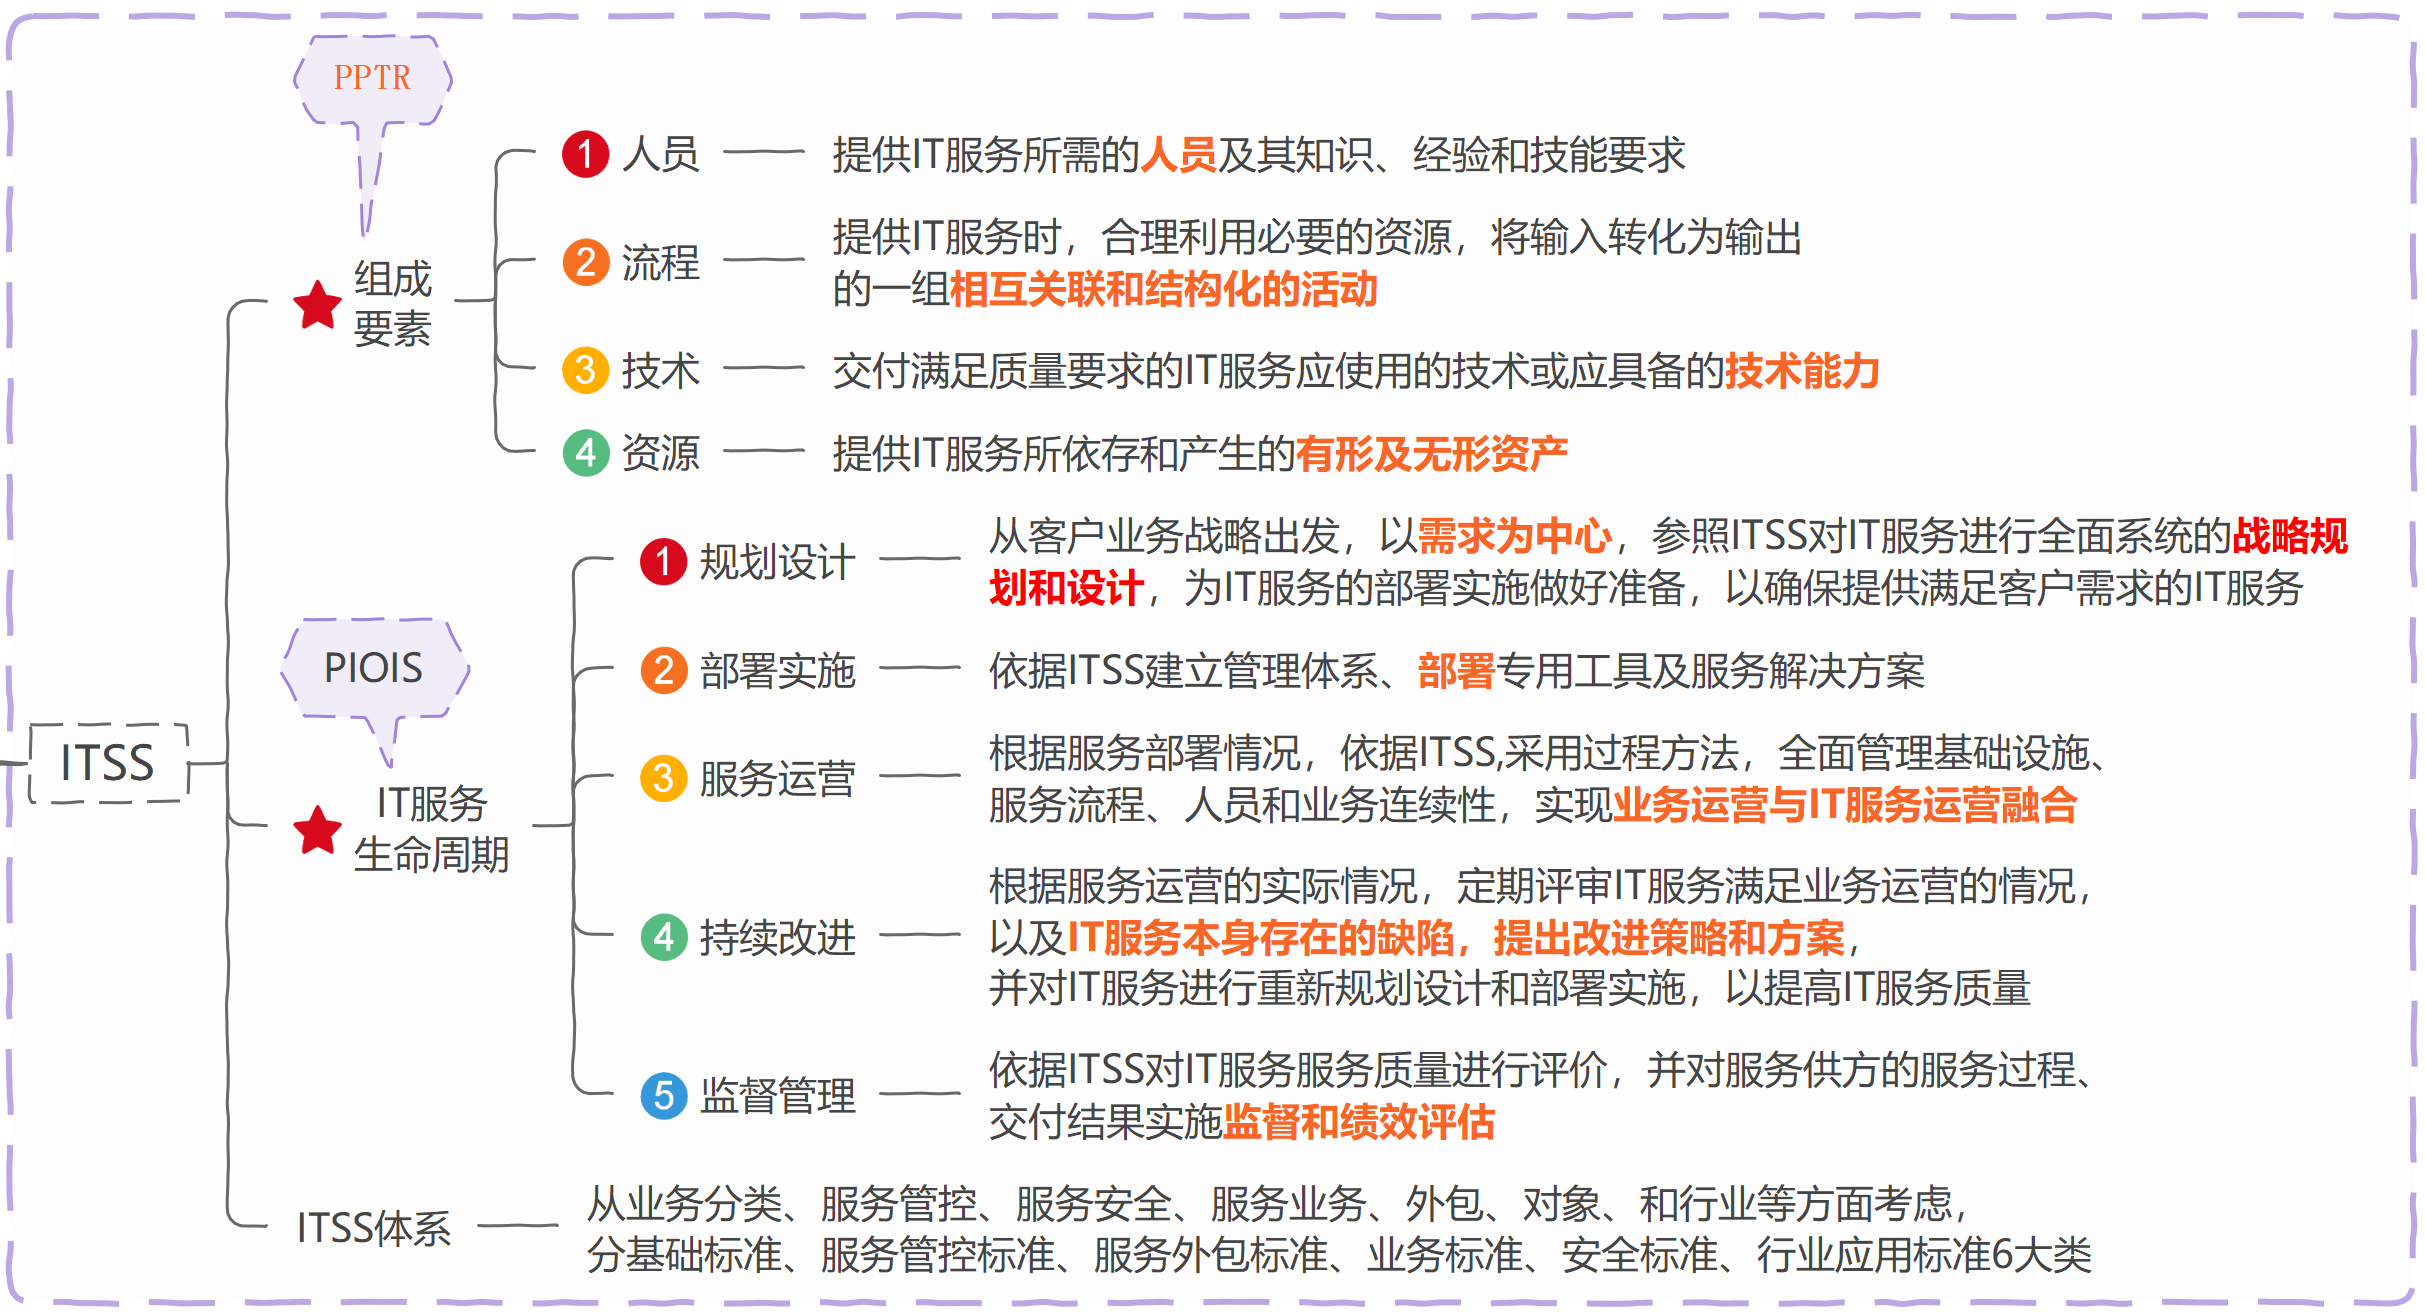 PPTR
组成
要素
1 人员
提供IT服务所需的人员及其知识、经验和技能要求
2 流程
提供IT服务时，合理利用必要的资源，将输入转化为输出
的一组相互关联和结构化的活动
3 技术
交付满足质量要求的IT服务应使用的技术或应具备的技术能力
4 资源
提供IT服务所依存和产生的有形及无形资产
ITSS
PIOIS
IT服务
生命周期
1 规划设计
从客户业务战略出发，以需求为中心，参照ITSS对IT服务进行全面系统的战略规
划和设计，为IT服务的部署实施做好准备，以确保提供满足客户需求的IT服务
2 部署实施
依据ITSS建立管理体系、部署专用工具及服务解决方案
3 服务运营
根据服务部署情况，依据ITSS,采用过程方法，全面管理基础设施、
服务流程、人员和业务连续性，实现业务运营与IT服务运营融合
4 持续改进
根据服务运营的实际情况，定期评审IT服务满足业务运营的情况，
以及IT服务本身存在的缺陷，提出改进策略和方案，
并对IT服务进行重新规划设计和部署实施，以提高IT服务质量
5 监督管理
依据ITSS对IT服务服务质量进行评价，并对服务供方的服务过程、
交付结果实施监督和绩效评估
ITSS体系
从业务分类、服务管控、服务安全、服务业务、外包、对象、和行业等方面考虑，
分基础标准、服务管控标准、服务外包标准、业务标准、安全标准、行业应用标准6大类